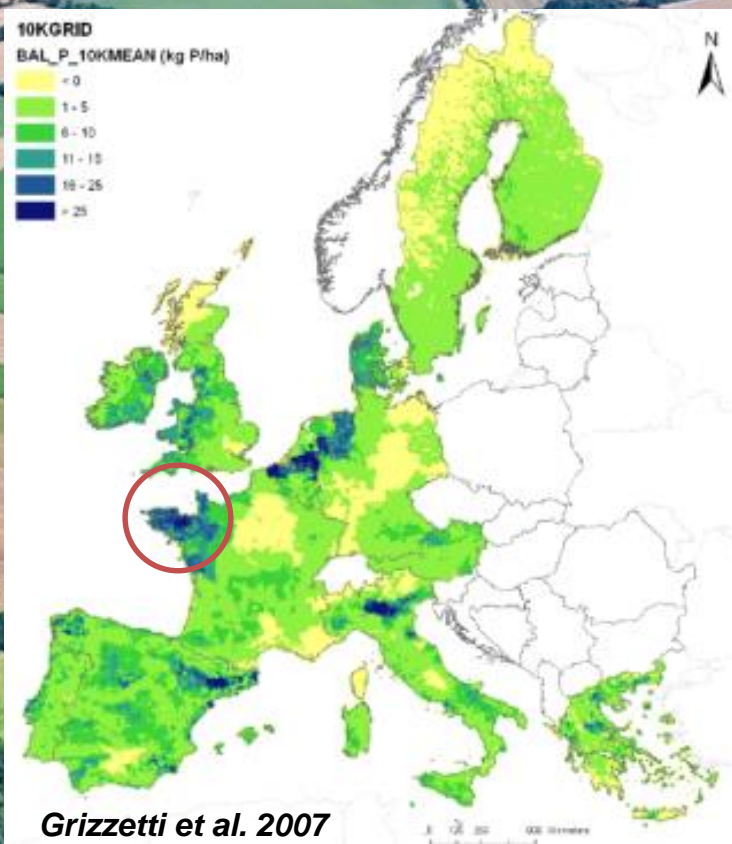 10KGRID
BAL_P_10KMEAN (kg P/ha)
< 0
1 - 5
6 - 10
11 - 15
16 - 25
> 25
N
Grizzetti et al. 2007